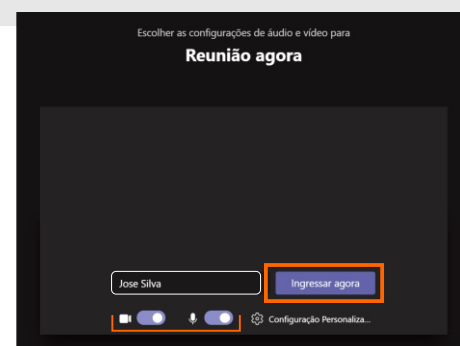 Escolher as configurações de áudio e vídeo para
Reunião agora
Jose Silva
Ingressar agora
Configuração Personaliza...